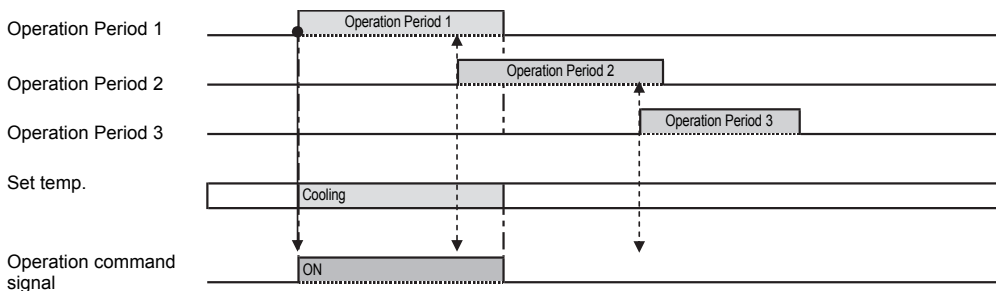 Operation Period 1
Operation Period 1
Operation Period 2
Operation Period 2
Operation Period 3
Operation Period 3
Set temp.
Cooling
Operation command
signal
ON